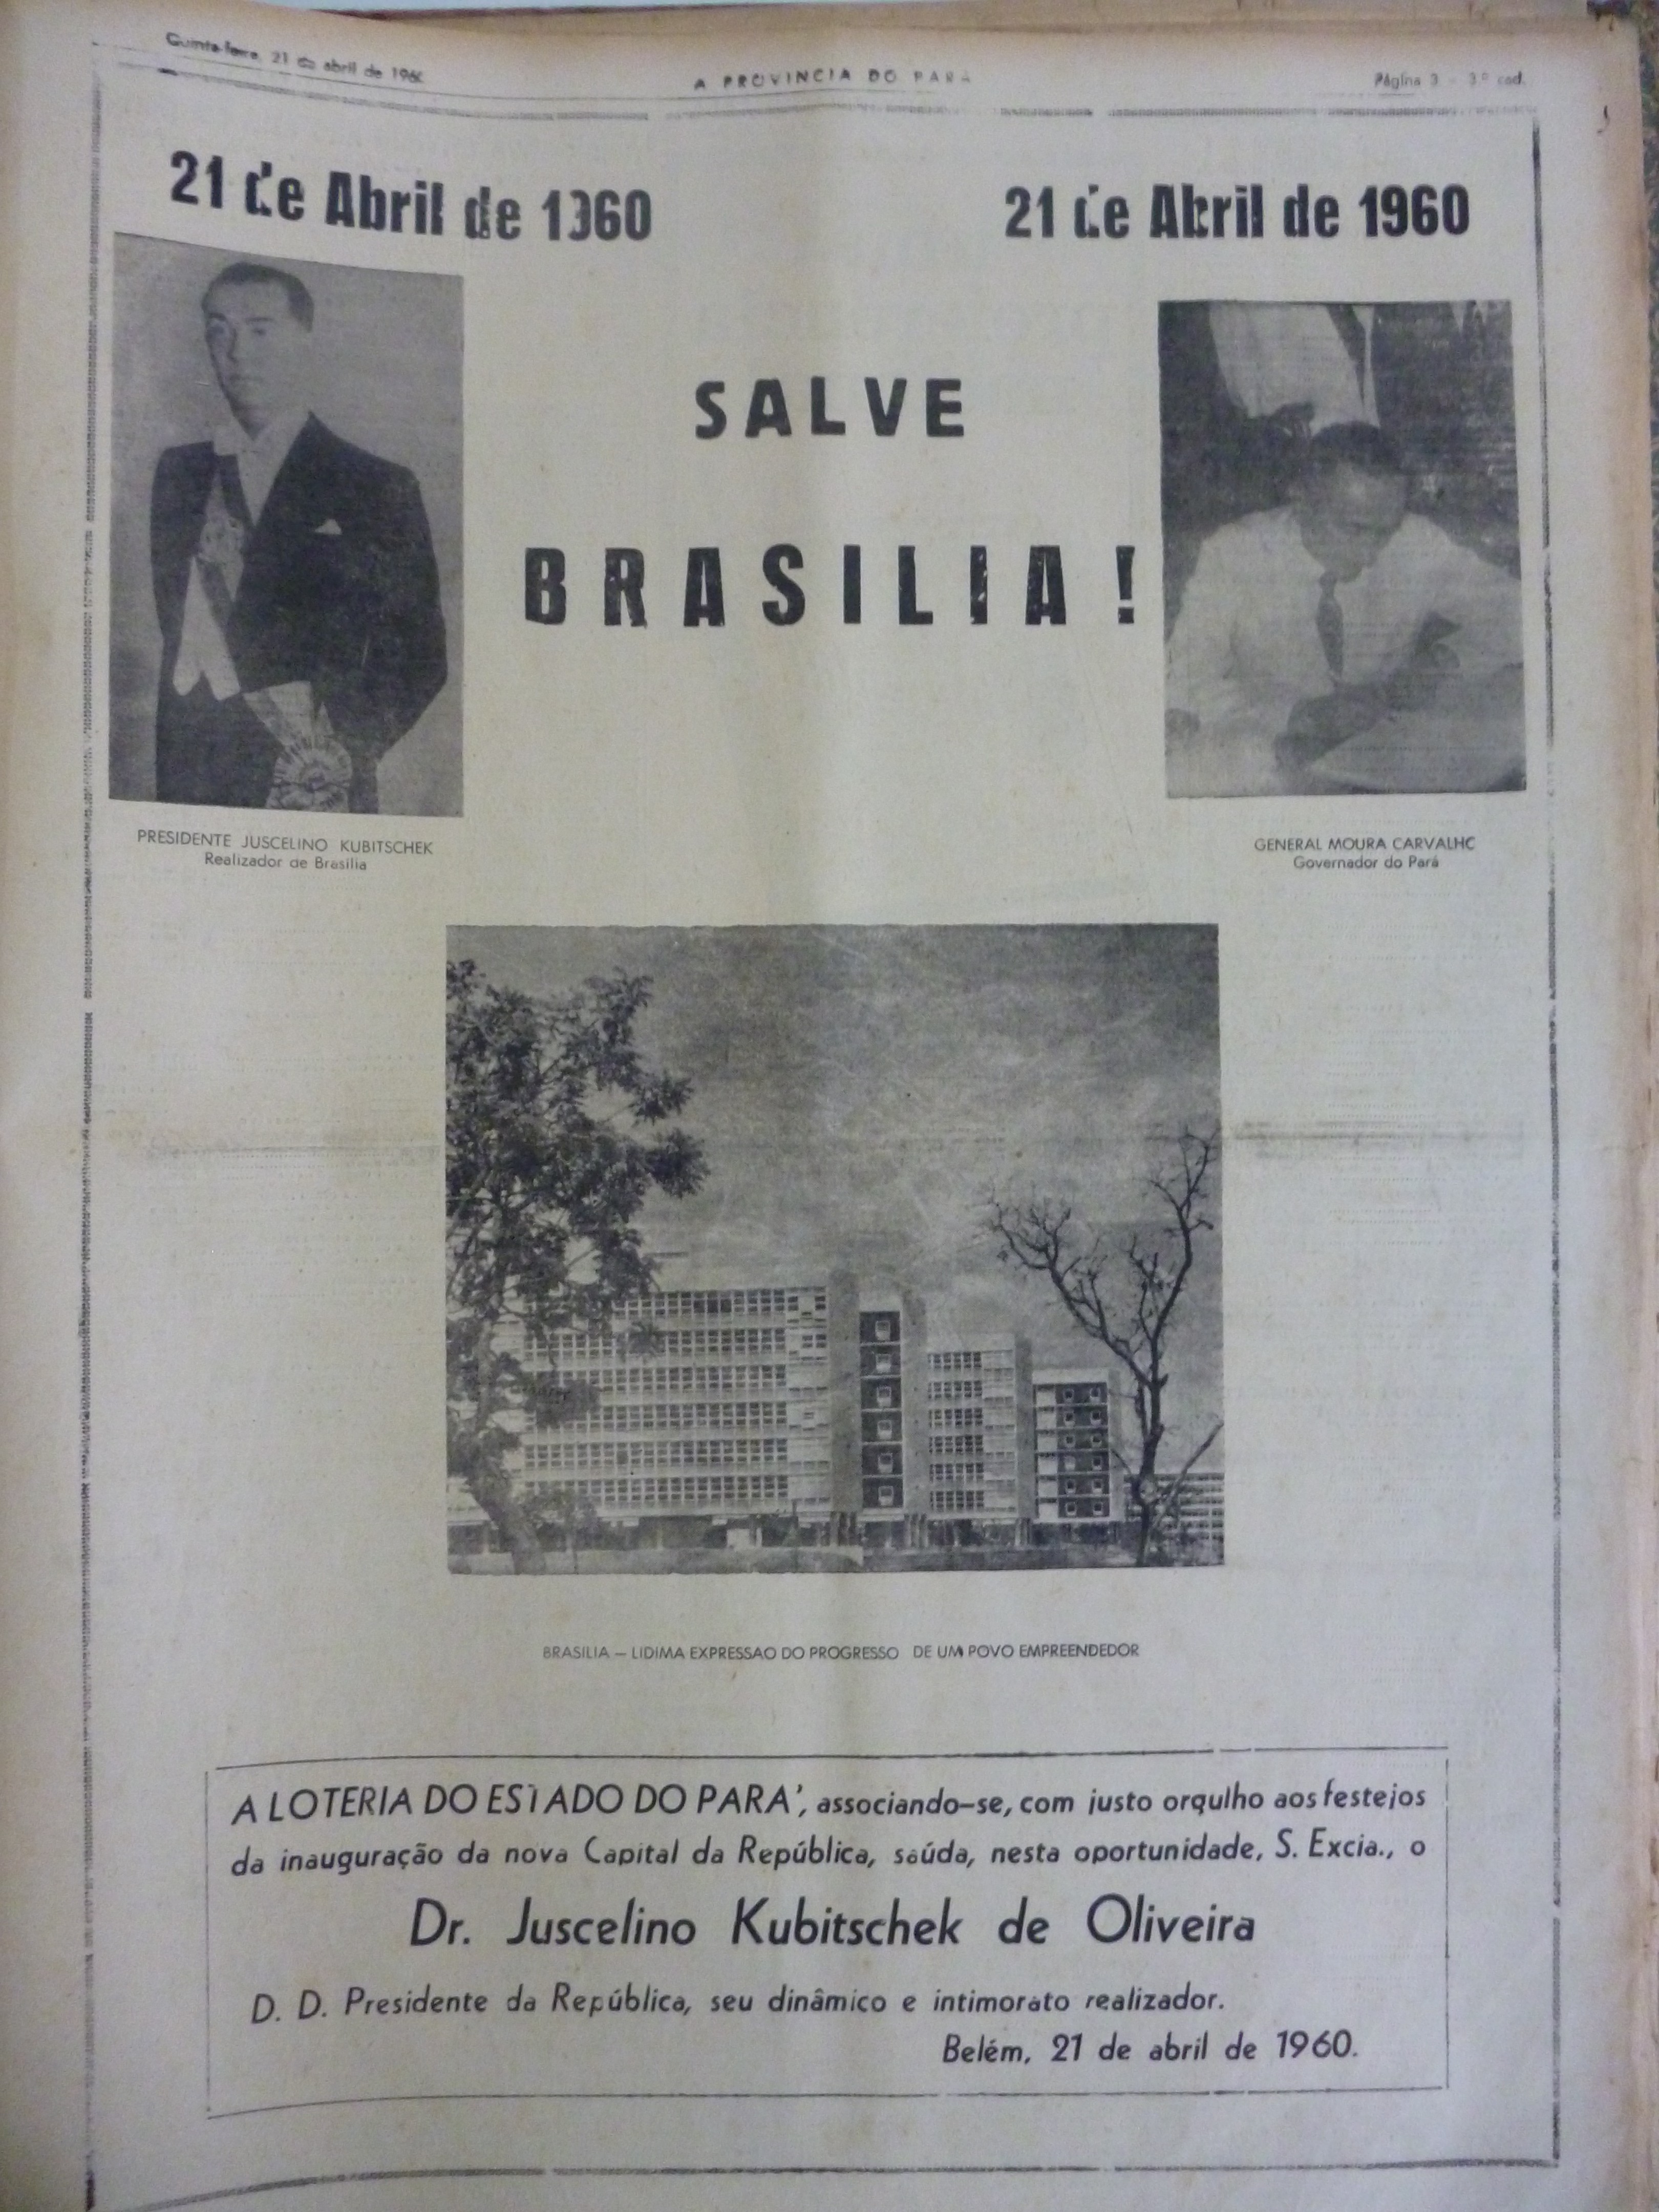 Quinta-feira, 21 de abril de 1960
A PROVINCIA DO PARA
Página 3 - 3.º cad.
21 de Abril de 1960
21 de Abril de 1960
SALVE
BRASILIA!
PRESIDENTE JUSCELINO KUBITSCHEK
Realizador de Brasilia
GENERAL MOURA CARVALHO
Governador do Pará
BRASILIA — LIDIMA EXPRESSAO DO PROGRESSO DE UM POVO EMPREENDEDOR
A LOTERIA DO ESTADO DO PARA', associando-se, com justo orgulho aos festejos
da inauguração da nova Capital da República, saúda, nesta oportunidade, S. Excia., o
Dr. Juscelino Kubitschek de Oliveira
D. D. Presidente da República, seu dinâmico e intimorato realizador.
Belém, 21 de abril de 1960.